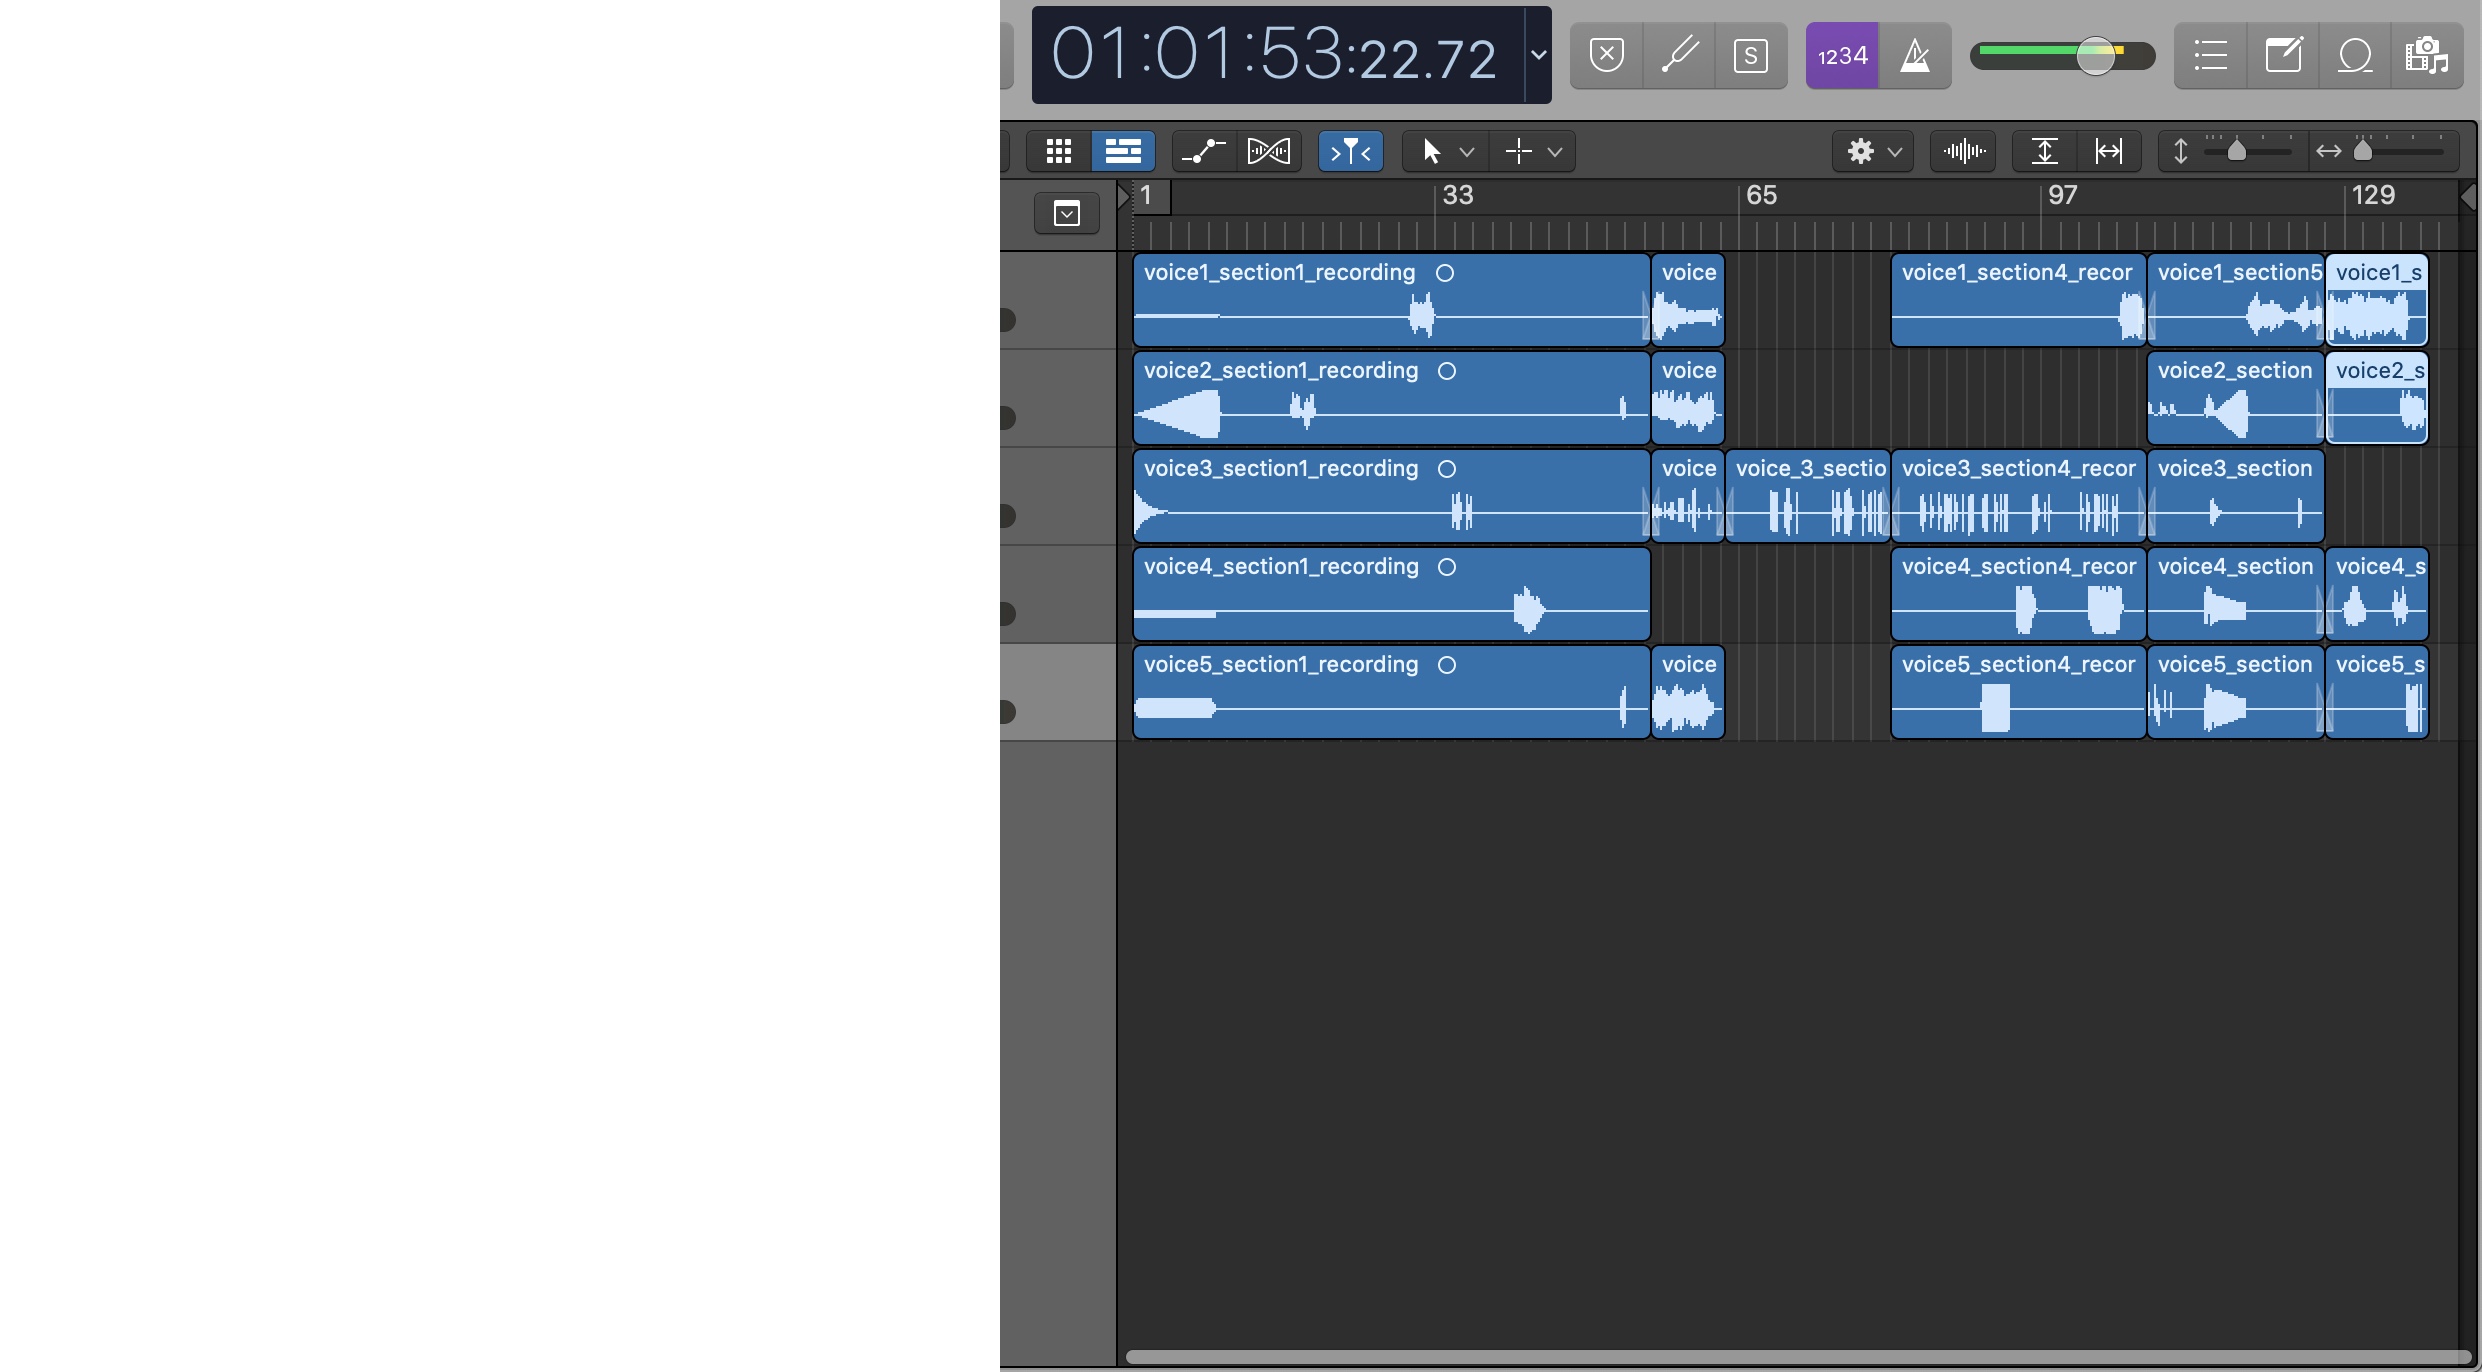 01:01:53:22.72
S
1234
1 33 65 97 129
voice1_section1_recording voice voice1_section4_recor voice1_section5 voice1_s
voice2_section1_recording voice voice2_section voice2_s
voice3_section1_recording voice voice_3_sectio voice3_section4_recor voice3_section
voice4_section1_recording voice4_section4_recor voice4_section voice4_s
voice5_section1_recording voice voice5_section4_recor voice5_section voice5_s